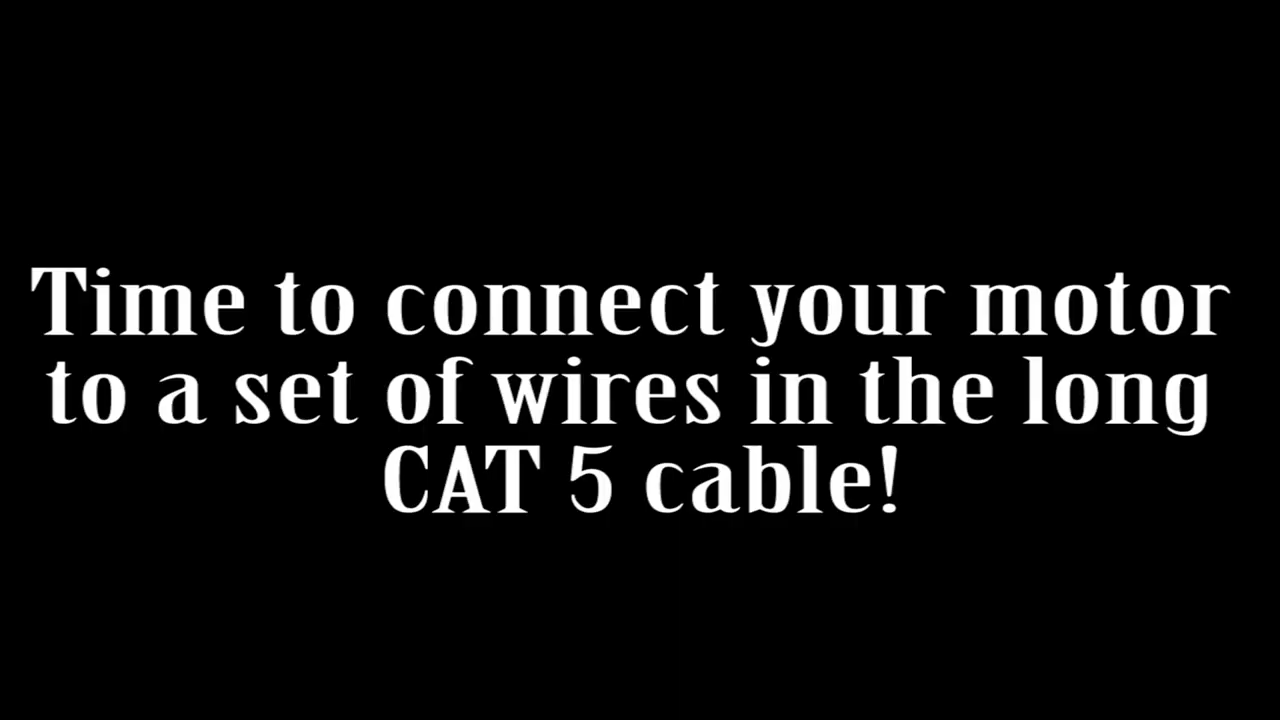 Time to connect your motor
to a set of wires in the long
CAT 5 cable!